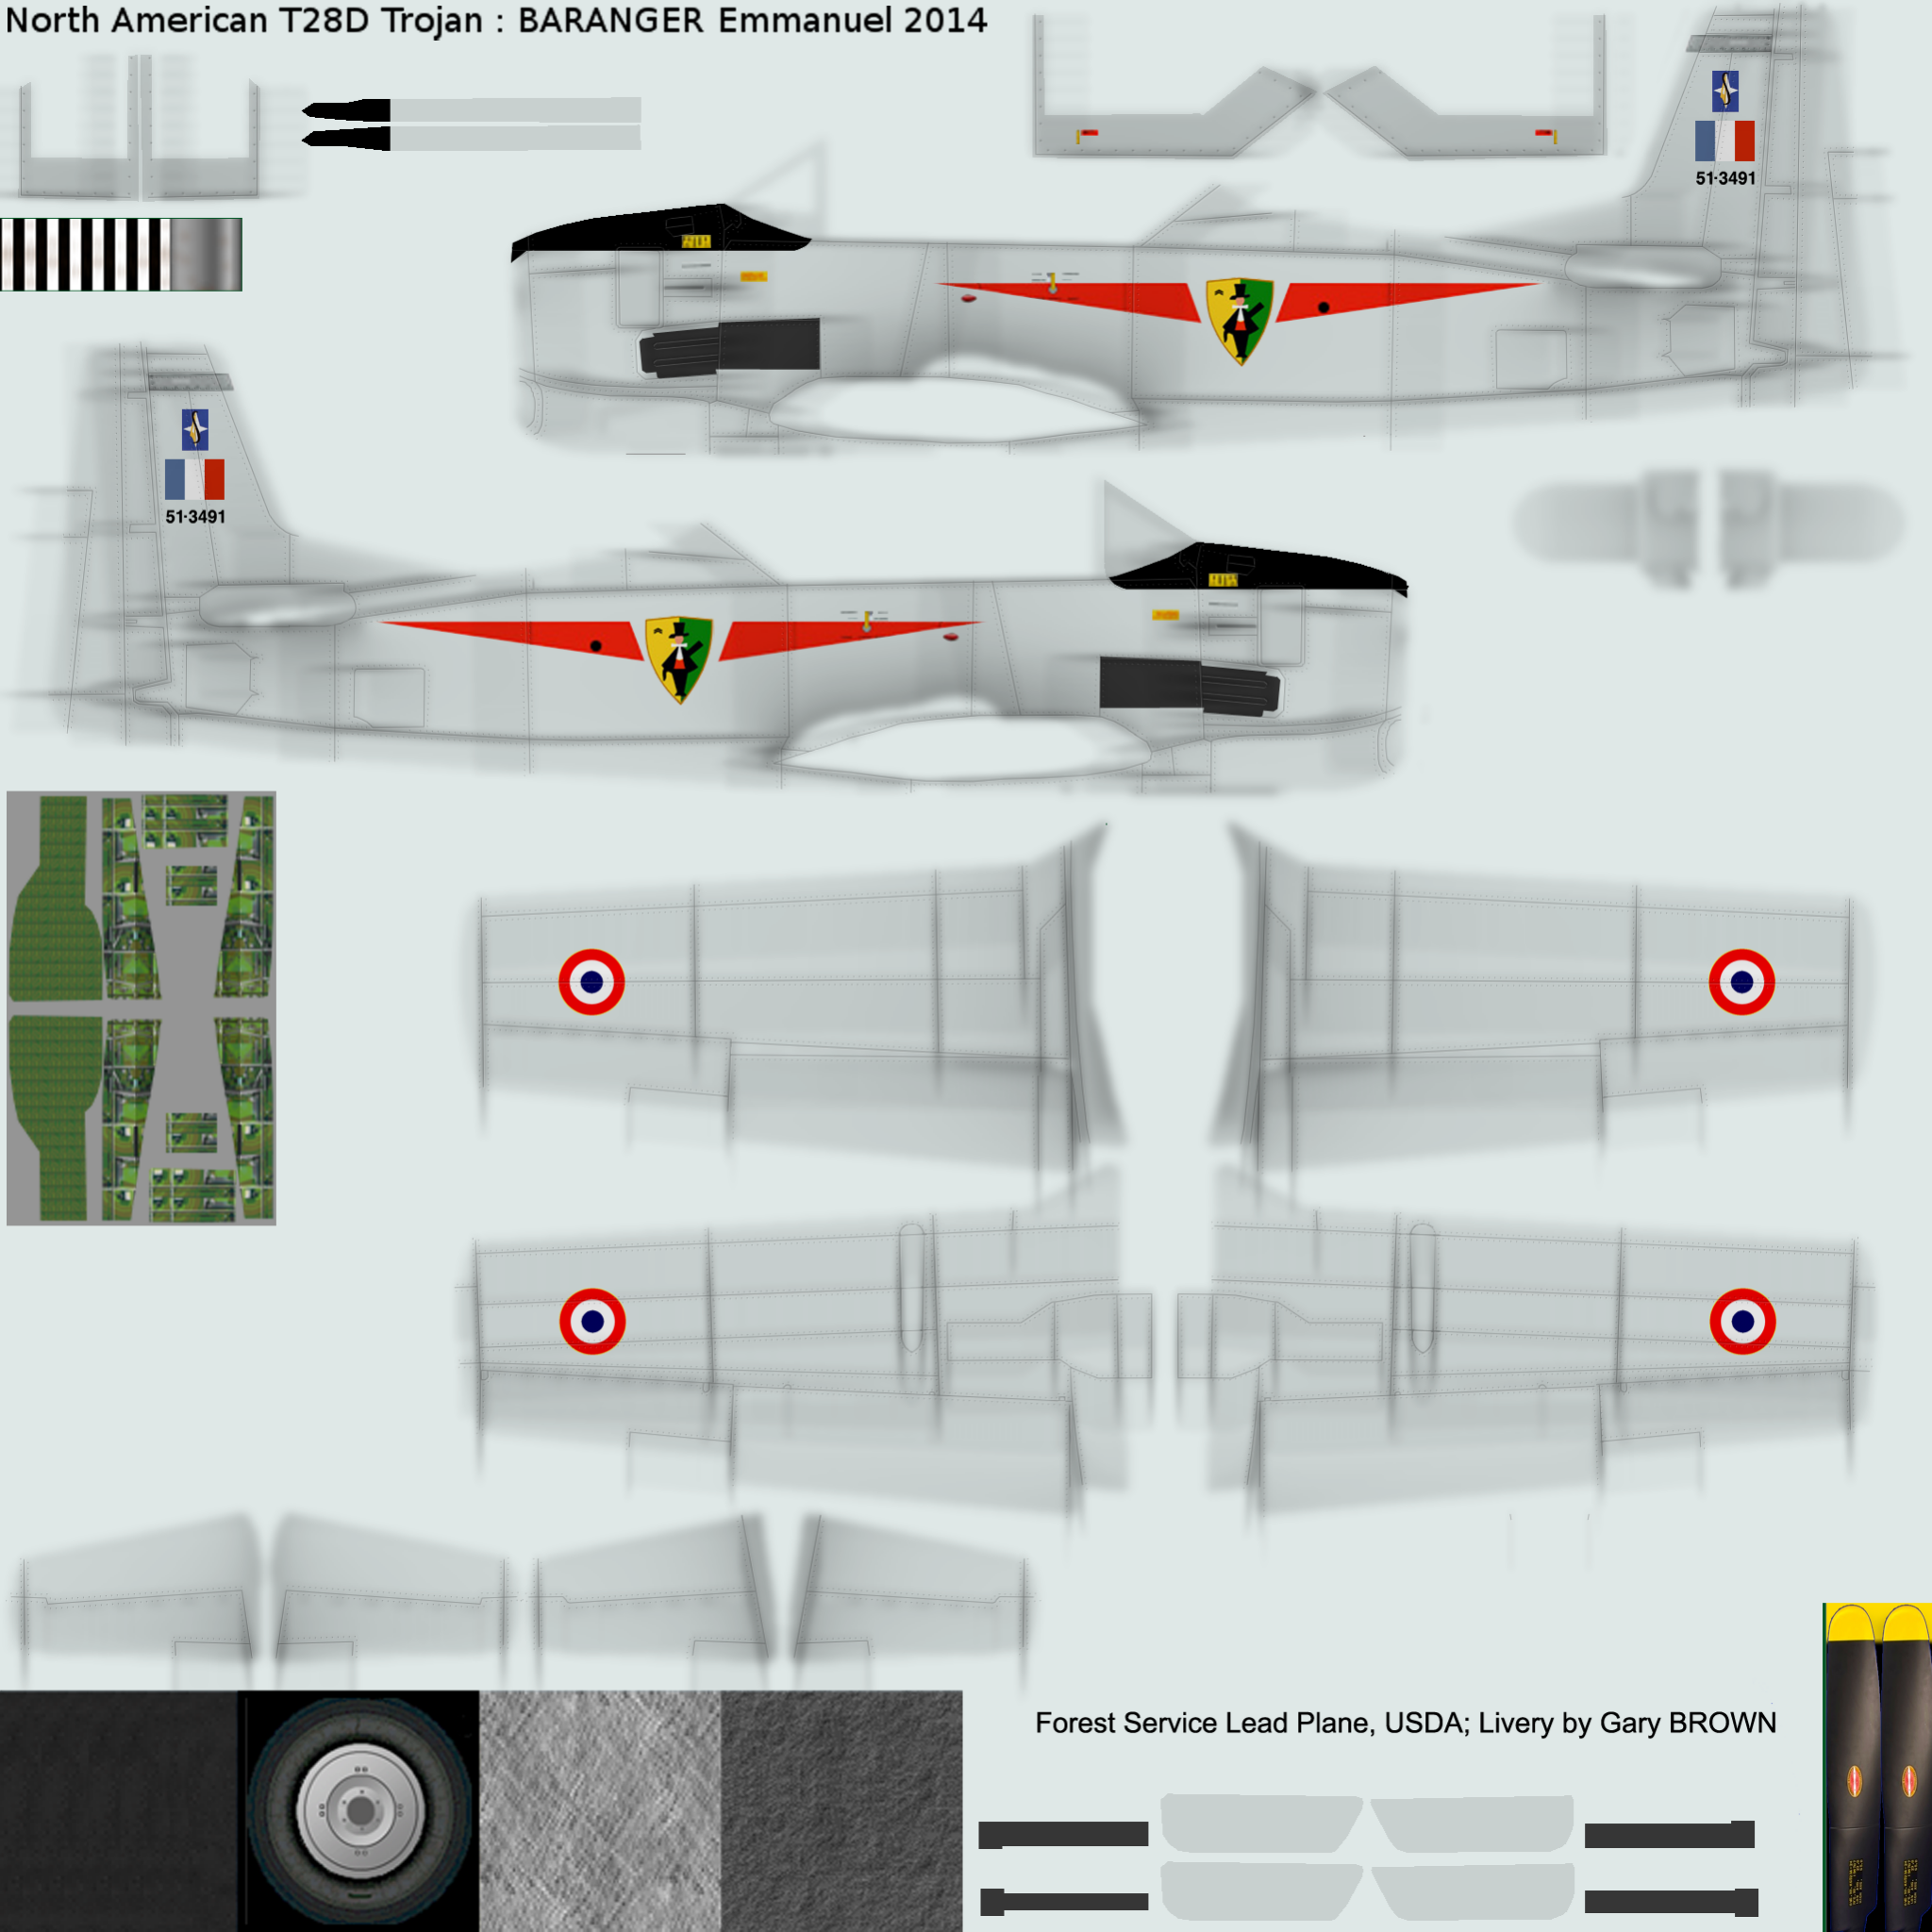 North American T28D Trojan : BARANGER Emmanuel 2014
51-3491
51-3491
Forest Service Lead Plane, USDA; Livery by Gary BROWN